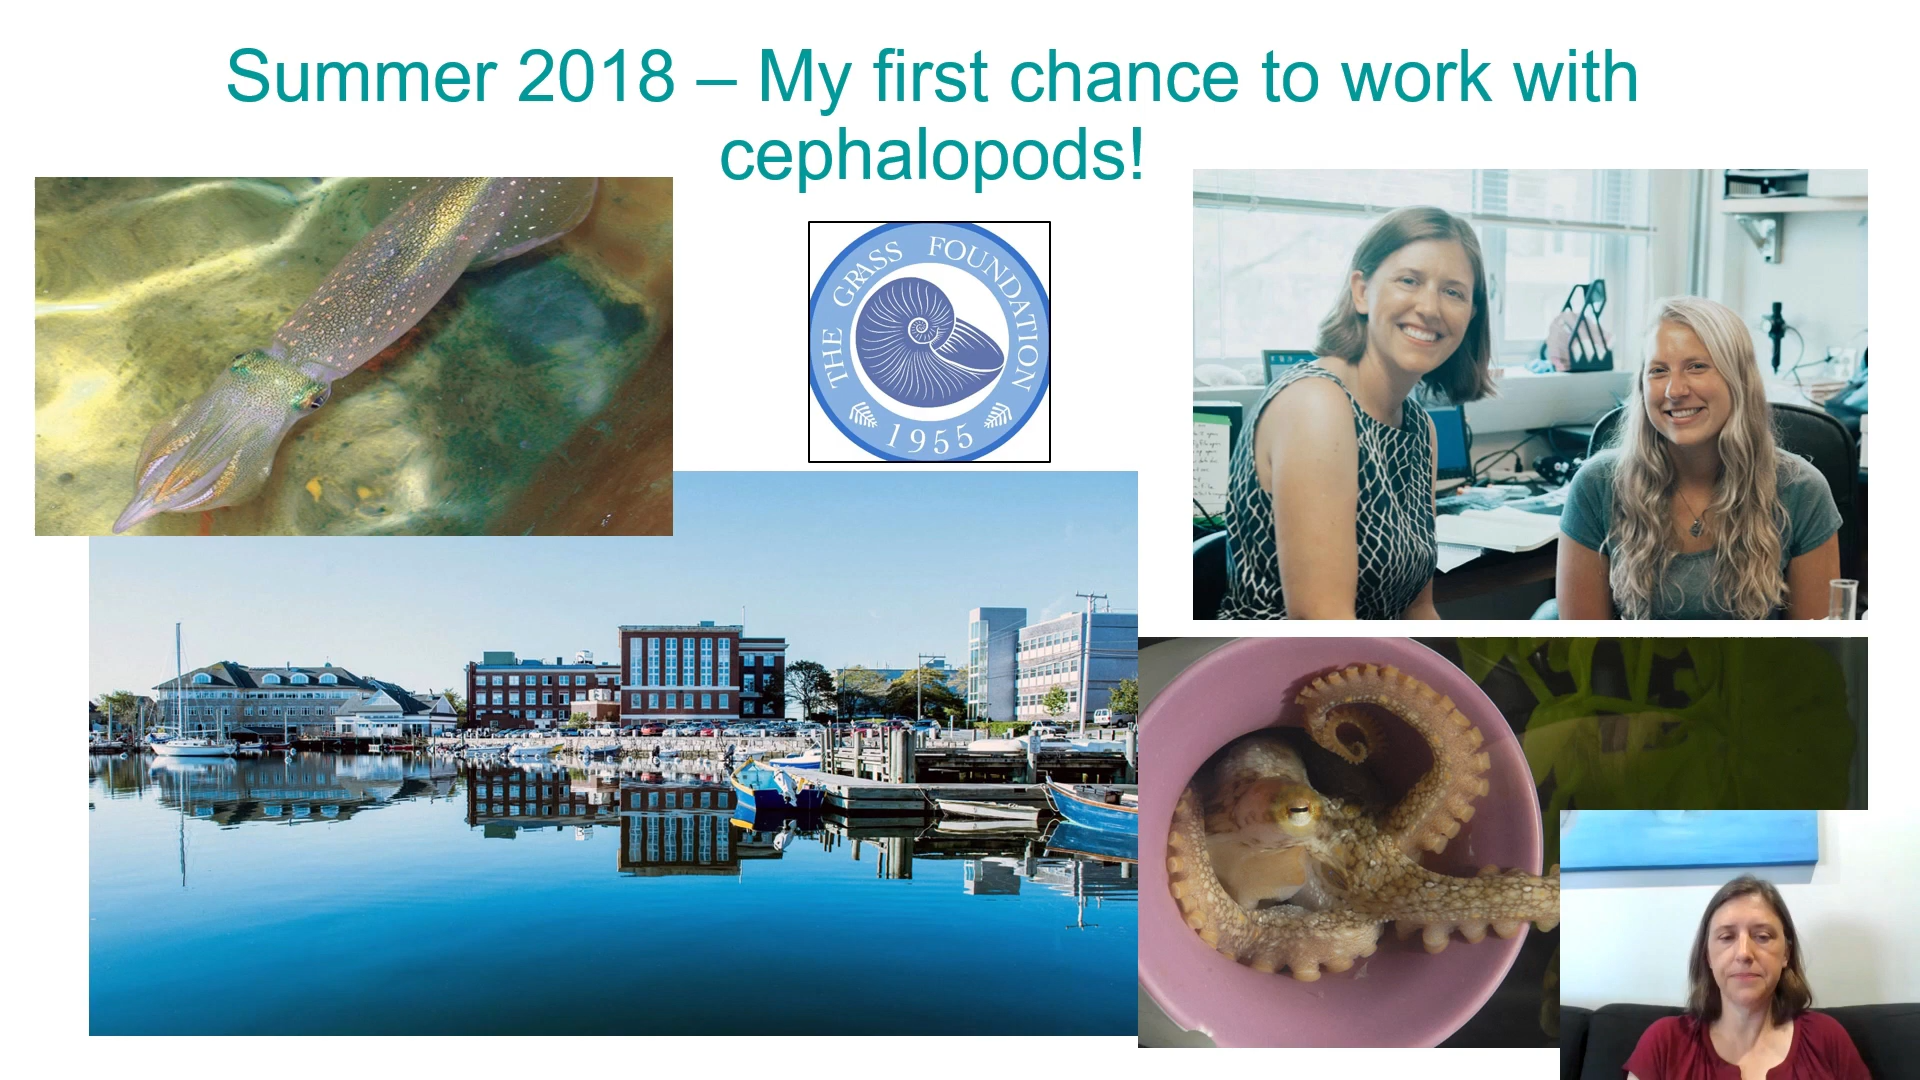 Summer 2018 – My first chance to work with
cephalopods!
THE GRASS FOUNDATION
1955